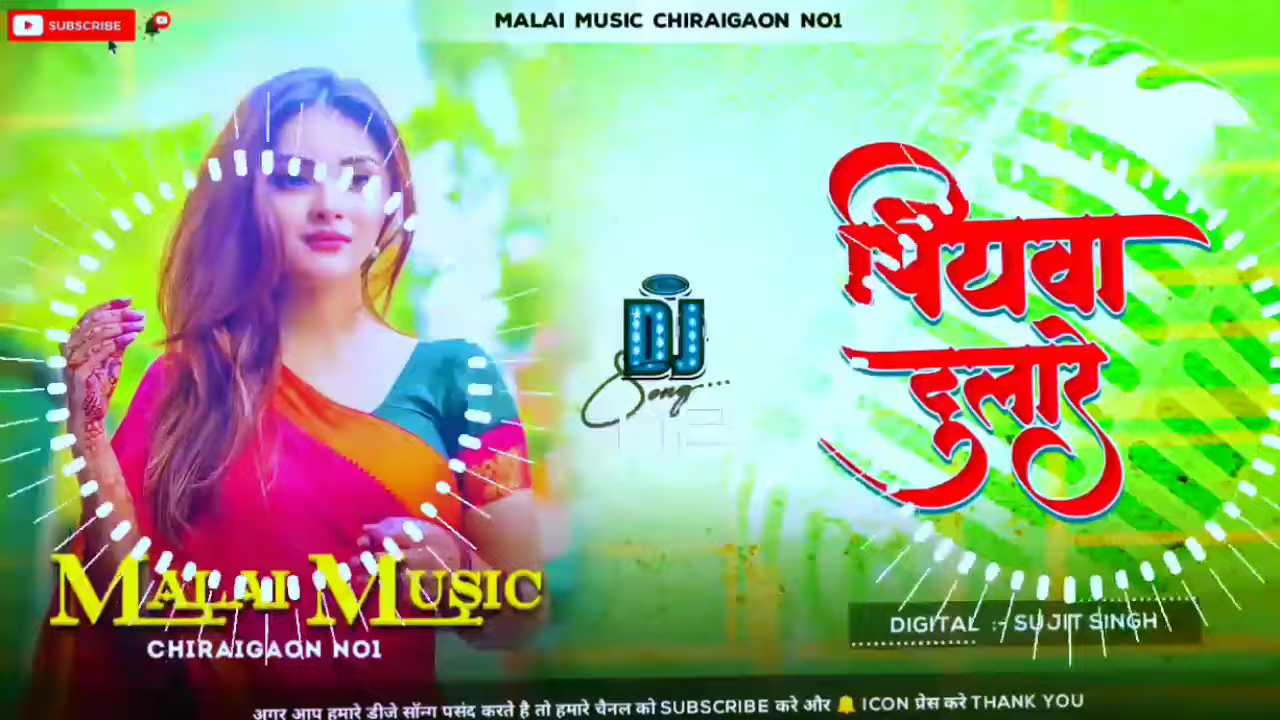 SUBSCRIBE
MALAI MUSIC CHIRAIGAON NO1
पियवा
दुलारे
DJ
Song...
MALAI MUSIC
CHIRAIGAON NO1
DIGITAL :- SUJIT SINGH
अगर आप हमारे डीजे सॉन्ग पसंद करते है तो हमारे चैनल को SUBSCRIBE करे और 🔔 ICON प्रेस करे THANK YOU